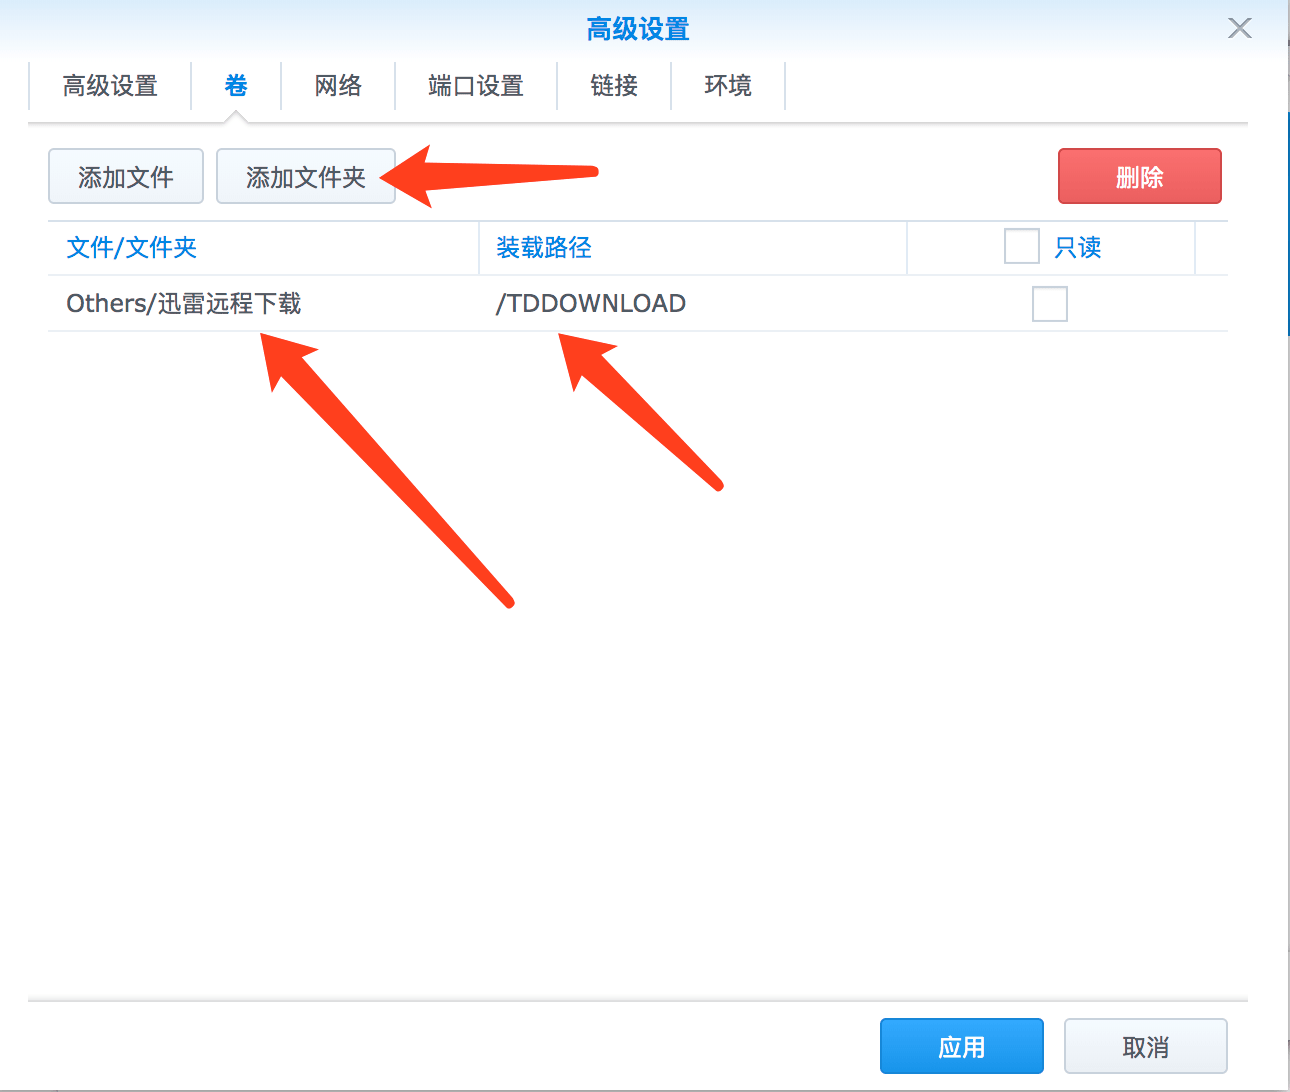 高级设置
高级设置 卷 网络 端口设置 链接 环境
添加文件 添加文件夹 删除
文件/文件夹 装载路径 只读
Others/迅雷远程下载 /TDDOWNLOAD
应用 取消